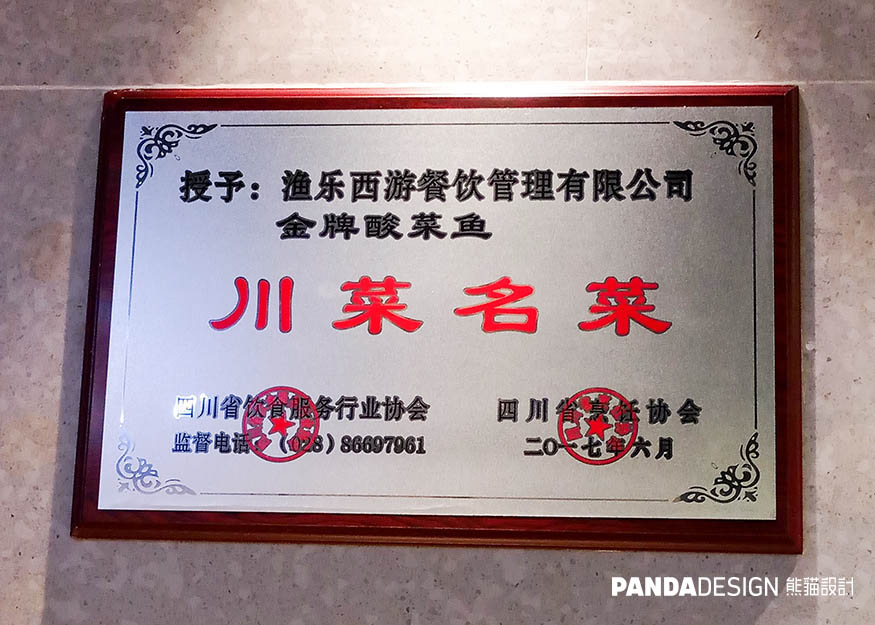 授予：渔乐西游餐饮管理有限公司
金牌酸菜鱼
川菜名菜
四川省饮食服务行业协会
监督电话：（028）86697961
四川省烹饪协会
二〇一七年六月
PANDADESIGN 熊貓設計